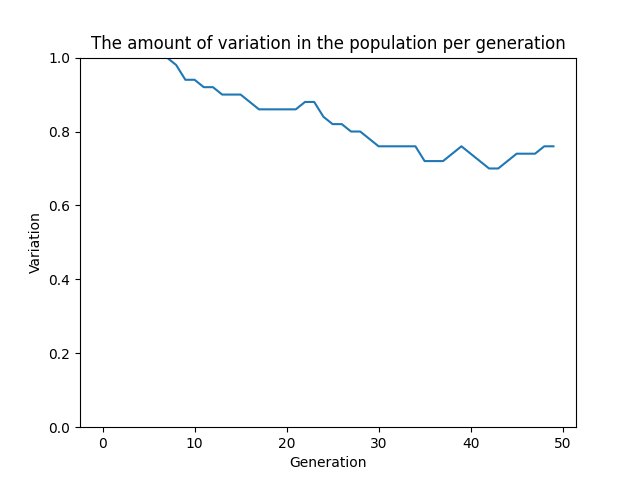 The amount of variation in the population per generation
1.0
0.8
0.6
0.4
0.2
0.0
Variation
0 10 20 30 40 50
Generation